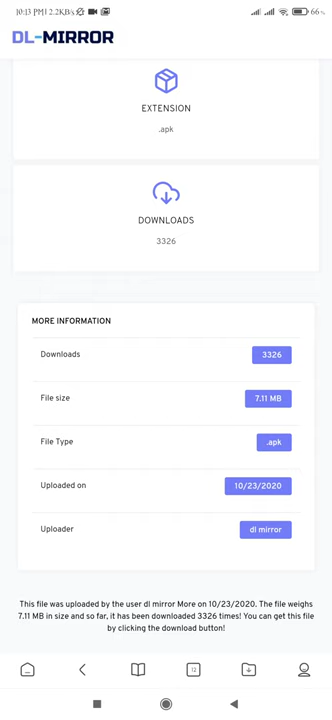 10:13 PM | 2.2KB/s
66%
DL-MIRROR
EXTENSION
.apk
DOWNLOADS
3326
MORE INFORMATION
Downloads 3326
File size 7.11 MB
File Type .apk
Uploaded on 10/23/2020
Uploader dl mirror
This file was uploaded by the user dl mirror More on 10/23/2020. The file weighs
7.11 MB in size and so far, it has been downloaded 3326 times! You can get this file
by clicking the download button!
12